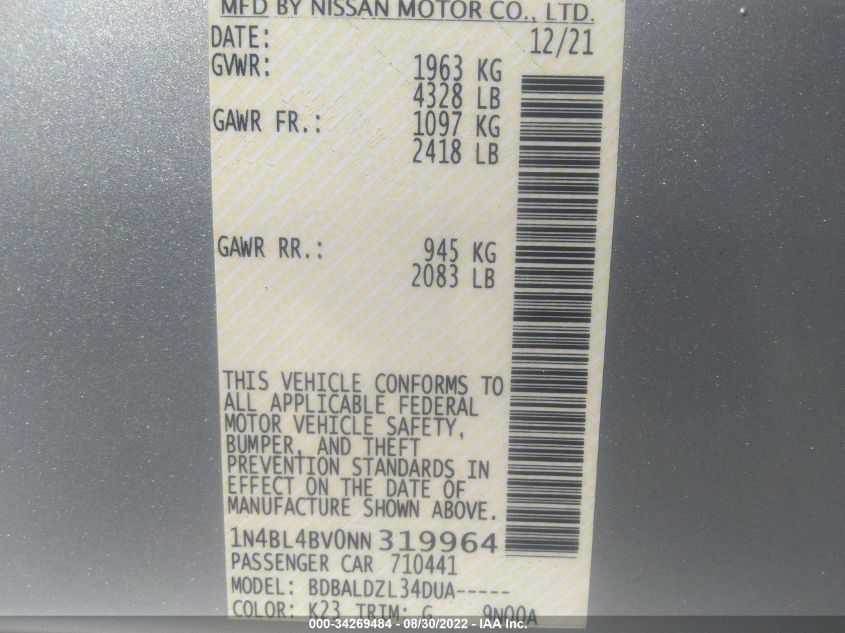 MFD BY NISSAN MOTOR CO., LTD.
DATE: 12/21
GVWR: 1963 KG
4328 LB
GAWR FR.: 1097 KG
2418 LB
GAWR RR.: 945 KG
2083 LB
THIS VEHICLE CONFORMS TO
ALL APPLICABLE FEDERAL
MOTOR VEHICLE SAFETY,
BUMPER, AND THEFT
PREVENTION STANDARDS IN
EFFECT ON THE DATE OF
MANUFACTURE SHOWN ABOVE.
1N4BL4BV0NN 319964
PASSENGER CAR 710441
MODEL: BDBALDZL34DUA-----
COLOR: K23 TRIM: G 9N00A
000-34269484 - 08/30/2022 - IAA Inc.